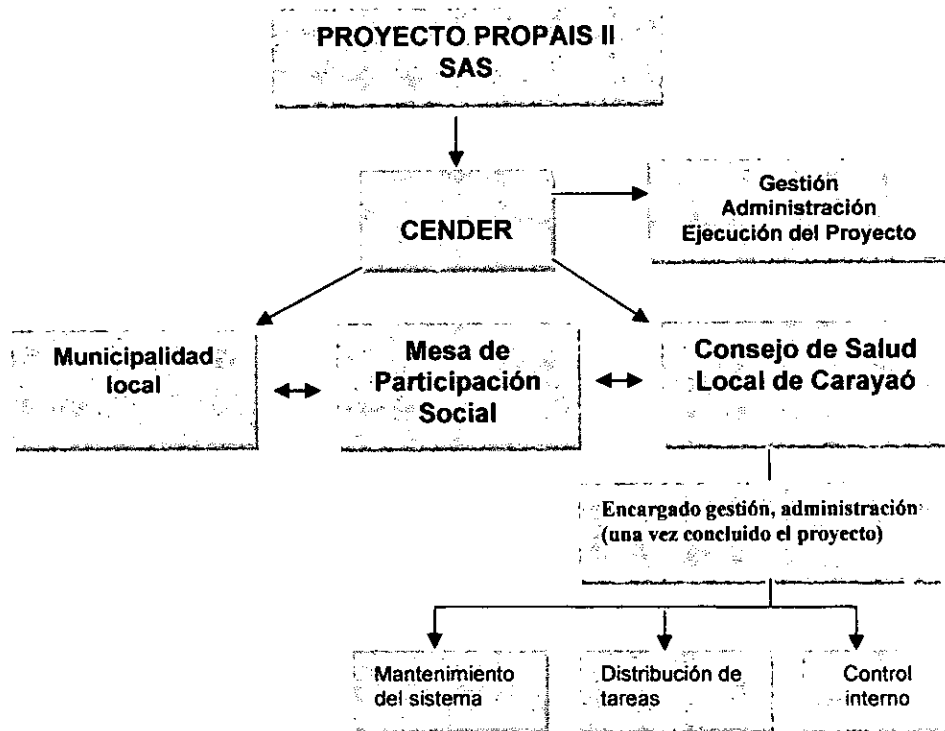 PROYECTO PROPAIS II
SAS
CENDER
Gestión
Administración
Ejecución del Proyecto
Municipalidad
local
Mesa de
Participación
Social
Consejo de Salud
Local de Carayaó
Encargado gestión, administración
(una vez concluido el proyecto)
Mantenimiento
del sistema
Distribución de
tareas
Control
interno